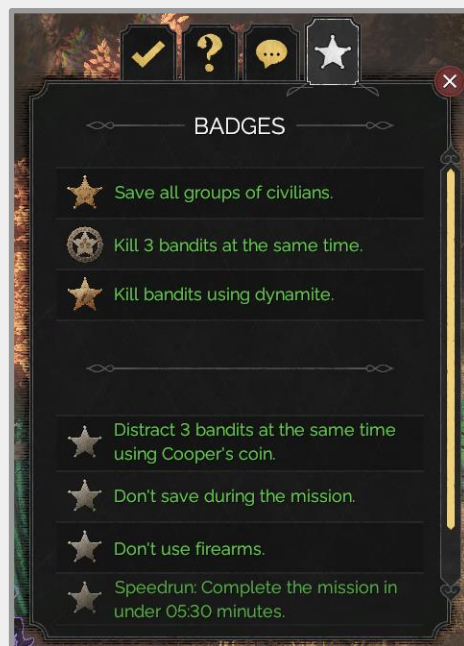 BADGES
Save all groups of civilians.
Kill 3 bandits at the same time.
Kill bandits using dynamite.
Distract 3 bandits at the same time
using Cooper's coin.
Don't save during the mission.
Don't use firearms.
Speedrun: Complete the mission in
under 05:30 minutes.